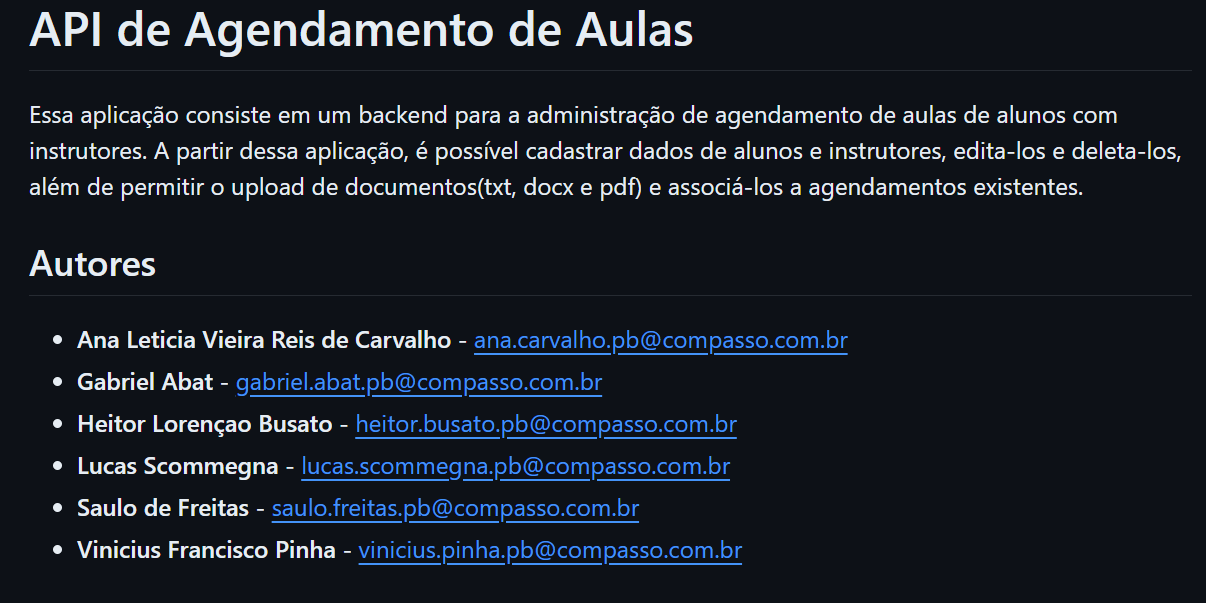 API de Agendamento de Aulas
Essa aplicação consiste em um backend para a administração de agendamento de aulas de alunos com
instrutores. A partir dessa aplicação, é possível cadastrar dados de alunos e instrutores, edita-los e deleta-los,
além de permitir o upload de documentos(txt, docx e pdf) e associá-los a agendamentos existentes.
Autores
• Ana Leticia Vieira Reis de Carvalho - ana.carvalho.pb@compasso.com.br
• Gabriel Abat - gabriel.abat.pb@compasso.com.br
• Heitor Lorençao Busato - heitor.busato.pb@compasso.com.br
• Lucas Scommegna - lucas.scommegna.pb@compasso.com.br
• Saulo de Freitas - saulo.freitas.pb@compasso.com.br
• Vinicius Francisco Pinha - vinicius.pinha.pb@compasso.com.br